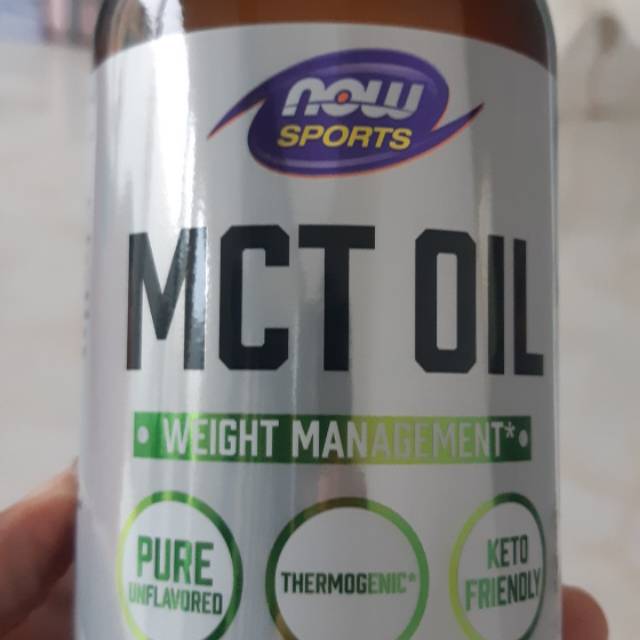 NOW
SPORTS
MCT OIL
• WEIGHT MANAGEMENT* •
PURE
UNFLAVORED
THERMOGENIC*
KETO
FRIENDLY